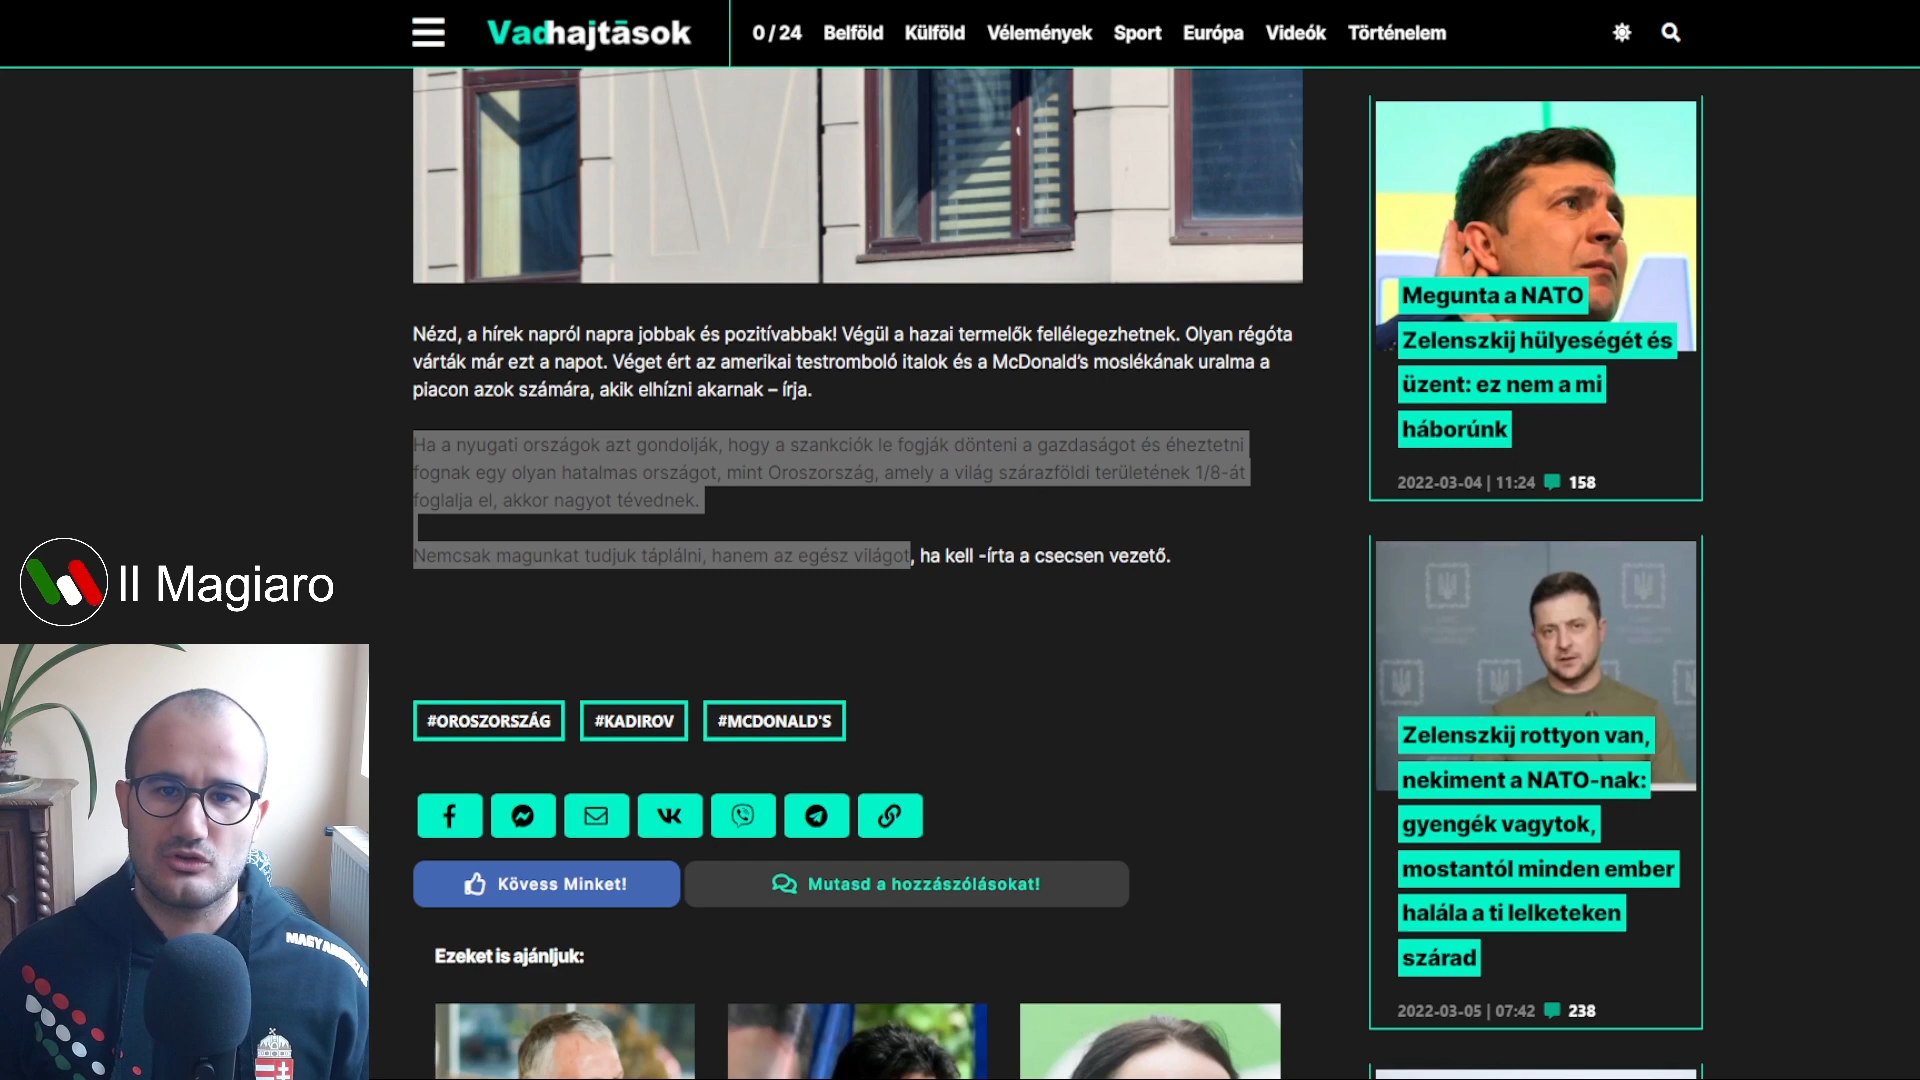 Vadhajtāsok
0 / 24 Belföld Külföld Vélemények Sport Európa Videók Történelem
Nézd, a hírek napról napra jobbak és pozitívabbak! Végül a hazai termelők fellélegezhetnek. Olyan régóta
várták már ezt a napot. Véget ért az amerikai testromboló italok és a McDonald's moslékának uralma a
piacon azok számára, akik elhízni akarnak – írja.
Ha a nyugati országok azt gondolják, hogy a szankciók le fogják dönteni a gazdaságot és éheztetni
fognak egy olyan hatalmas országot, mint Oroszország, amely a világ szárazföldi területének 1/8-át
foglalja el, akkor nagyot tévednek.
Nemcsak magunkat tudjuk táplálni, hanem az egész világot, ha kell -írta a csecsen vezető.
Il Magiaro
#OROSZORSZÁG #KADIROV #MCDONALD'S
Kövess Minket! Mutasd a hozzászólásokat!
Ezeket is ajánljuk:
Megunta a NATO
Zelenszkij hülyeségét és
üzent: ez nem a mi
háborúnk
2022-03-04 | 11:24 158
Zelenszkij rottyon van,
nekiment a NATO-nak:
gyengék vagytok,
mostantól minden ember
halála a ti lelketeken
szárad
2022-03-05 | 07:42 238